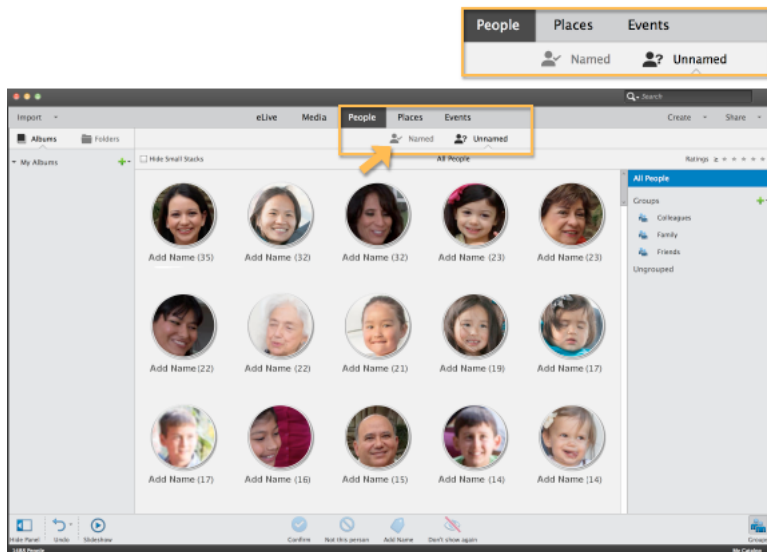 People Places Events
Named Unnamed
Search
Import eLive Media People Places Events Create Share
Albums Folders Named Unnamed
My Albums Hide Small Stacks All People Ratings ≥
All People
Groups
Colleagues
Family
Friends
Ungrouped
Add Name (35) Add Name (32) Add Name (32) Add Name (23) Add Name (23)
Add Name (22) Add Name (22) Add Name (21) Add Name (19) Add Name (17)
Add Name (17) Add Name (16) Add Name (15) Add Name (14) Add Name (14)
Hide Panel Undo Slideshow Confirm Not this person Add Name Don't show again Groups
People My Catalog